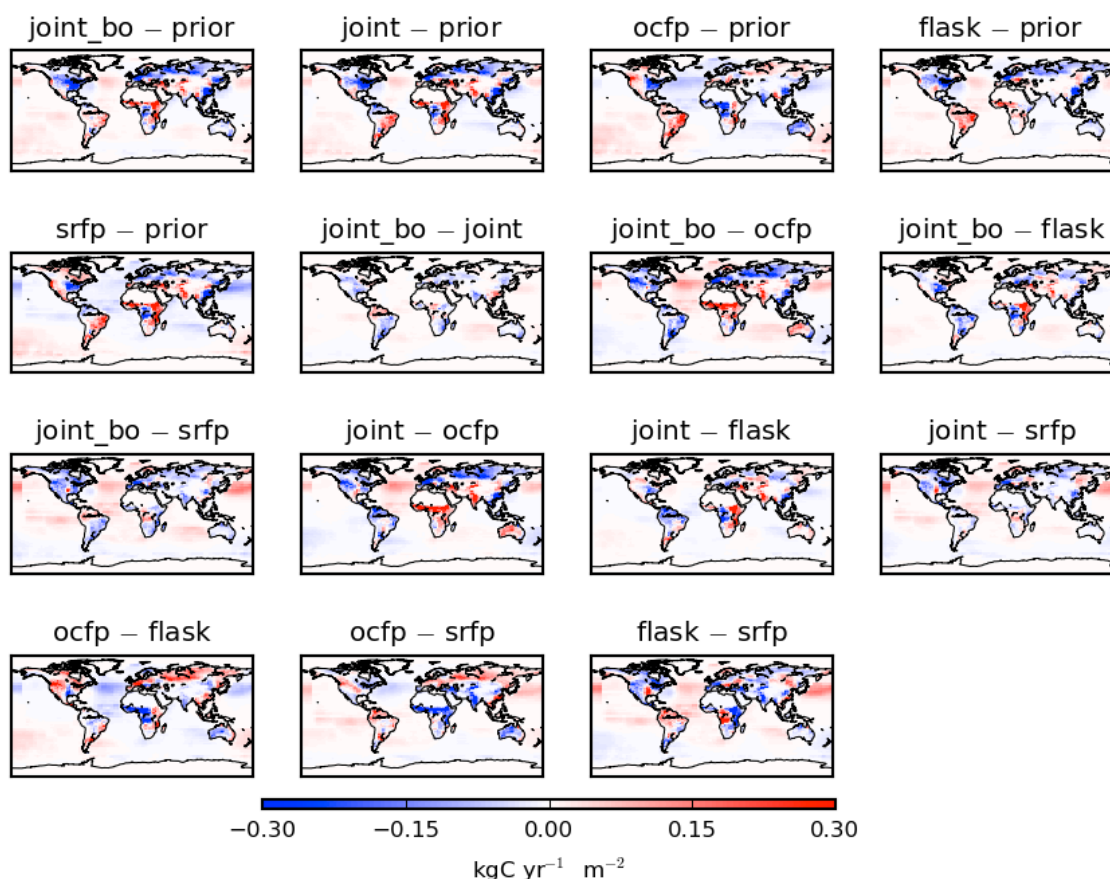 joint_bo − prior
joint − prior
ocfp − prior
flask − prior
srfp − prior
joint_bo − joint
joint_bo − ocfp
joint_bo − flask
joint_bo − srfp
joint − ocfp
joint − flask
joint − srfp
ocfp − flask
ocfp − srfp
flask − srfp
−0.30 −0.15 0.00 0.15 0.30
kgC yr⁻¹ m⁻²